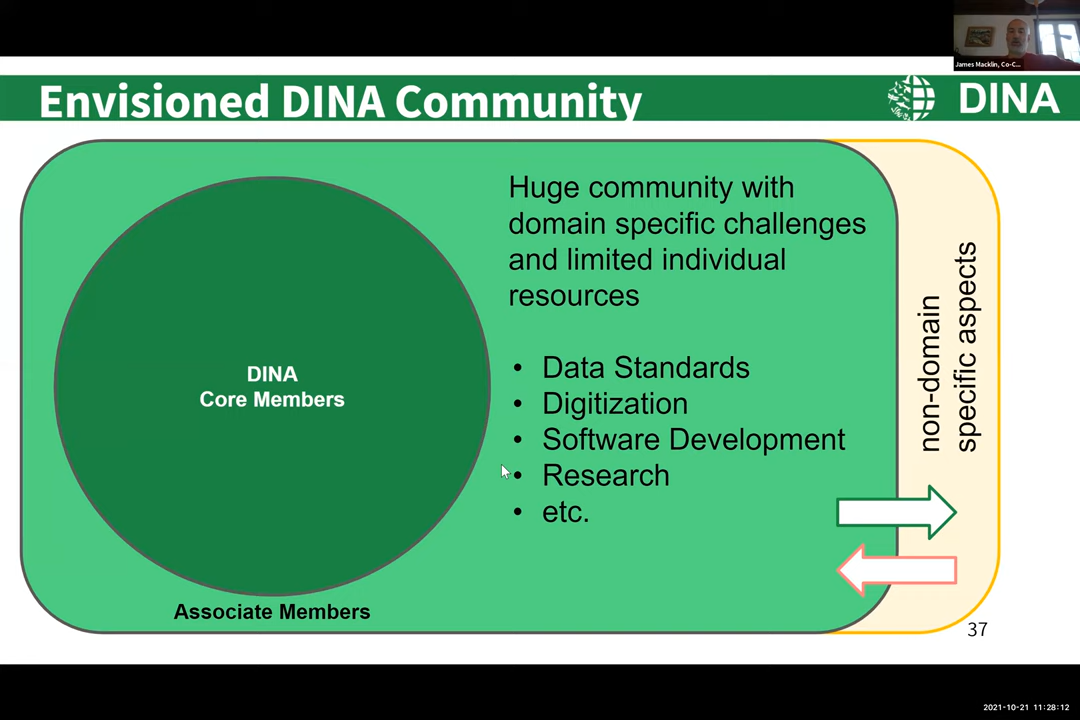 James Macklin, Co-C...
Envisioned DINA Community
DINA
DINA
Core Members
Associate Members
Huge community with
domain specific challenges
and limited individual
resources
• Data Standards
• Digitization
• Software Development
• Research
• etc.
non-domain
specific aspects
37
2021-10-21 11:28:12